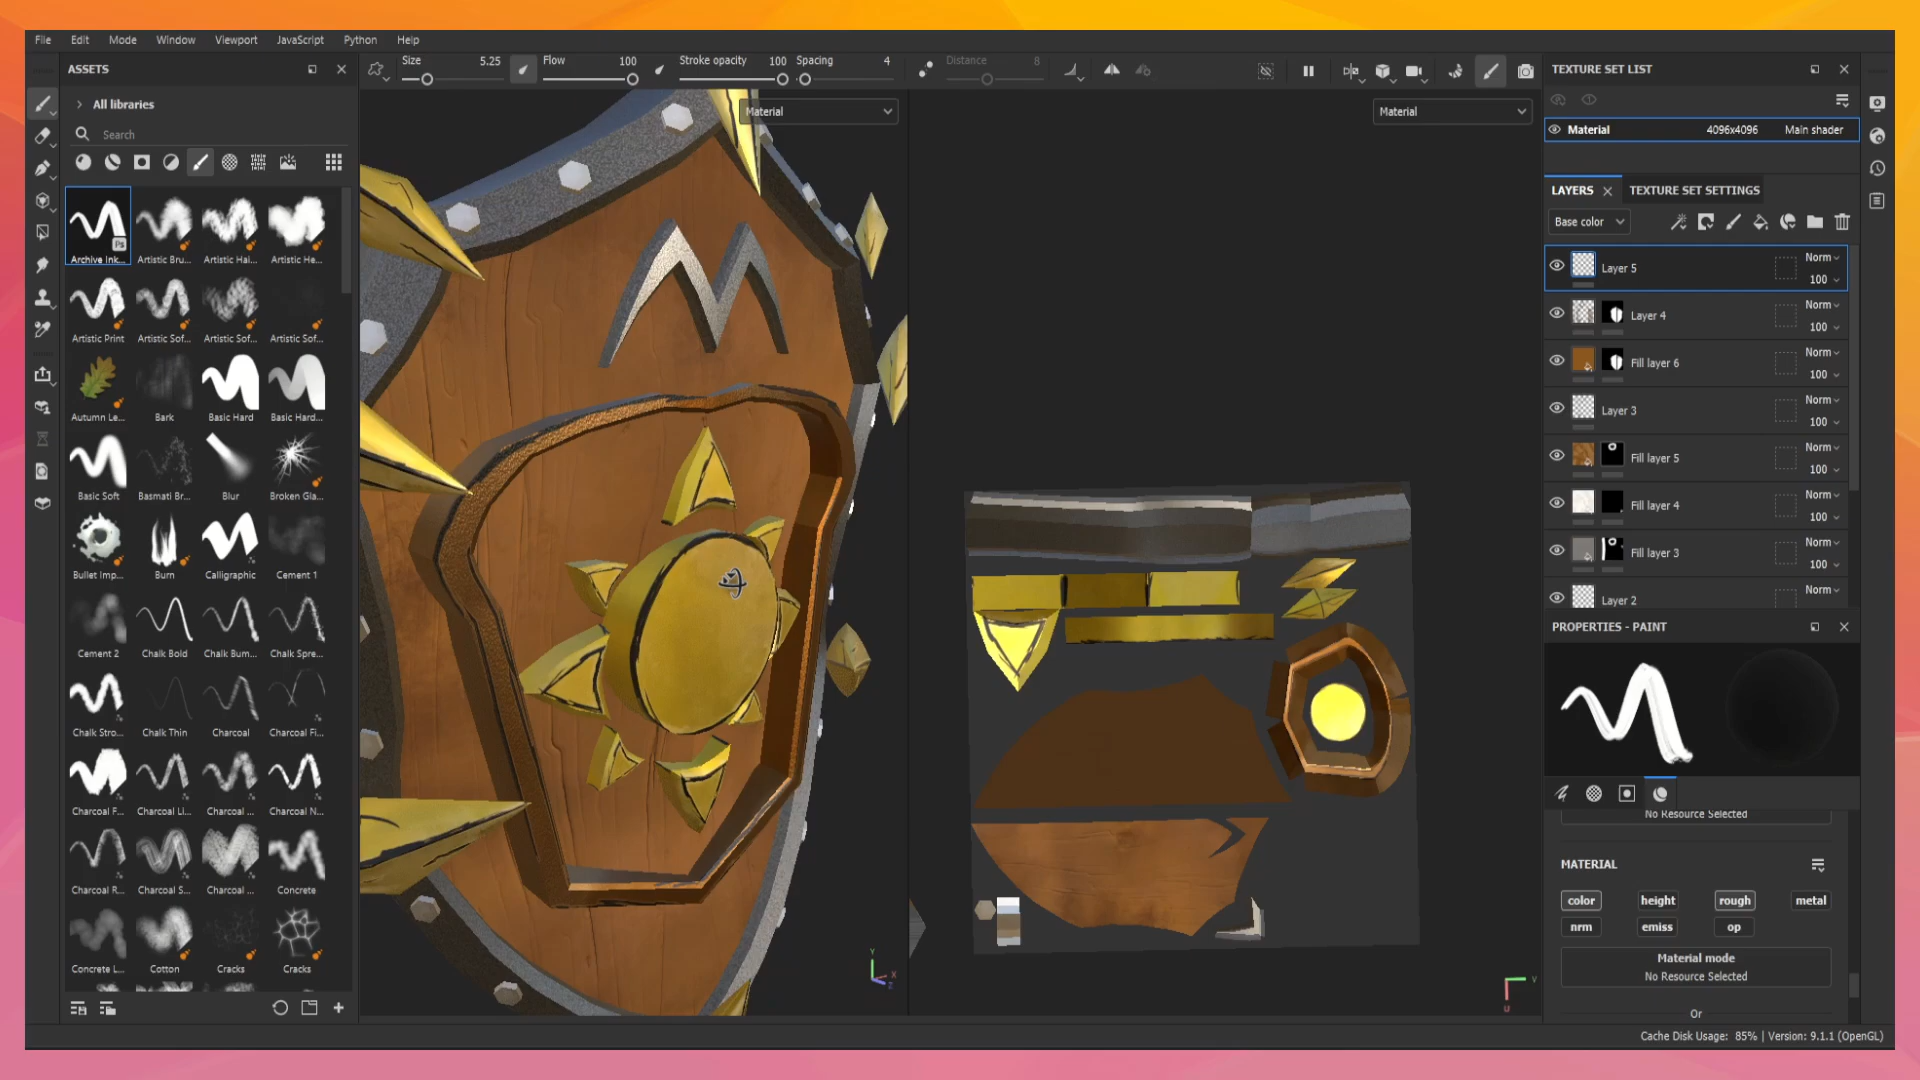 File Edit Mode Window Viewport JavaScript Python Help
ASSETS
Size 5.25 Flow 100 Stroke opacity 100 Spacing 4 Distance 8
TEXTURE SET LIST
All libraries
Search
Material
Material
Material 4096x4096 Main shader
LAYERS TEXTURE SET SETTINGS
Base color
Archive Ink... Artistic Bru... Artistic Hai... Artistic He...
Artistic Print Artistic Sof... Artistic Sof... Artistic Sof...
Autumn Le... Bark Basic Hard Basic Hard...
Basic Soft Basmati Br... Blur Broken Gla...
Bullet Imp... Burn Calligraphic Cement 1
Cement 2 Chalk Bold Chalk Bum... Chalk Spre...
Chalk Stro... Chalk Thin Charcoal Charcoal Fi...
Charcoal F... Charcoal Li... Charcoal ... Charcoal N...
Charcoal R... Charcoal S... Charcoal ... Concrete
Concrete L... Cotton Cracks Cracks
Ps
Layer 5 Norm 100
Layer 4 Norm 100
Fill layer 6 Norm 100
Layer 3 Norm 100
Fill layer 5 Norm 100
Fill layer 4 Norm 100
Fill layer 3 Norm 100
Layer 2 Norm
PROPERTIES - PAINT
No Resource Selected
MATERIAL
color height rough metal
nrm emiss op
Material mode
No Resource Selected
Or
Y X Z
V U
Cache Disk Usage: 85% | Version: 9.1.1 (OpenGL)